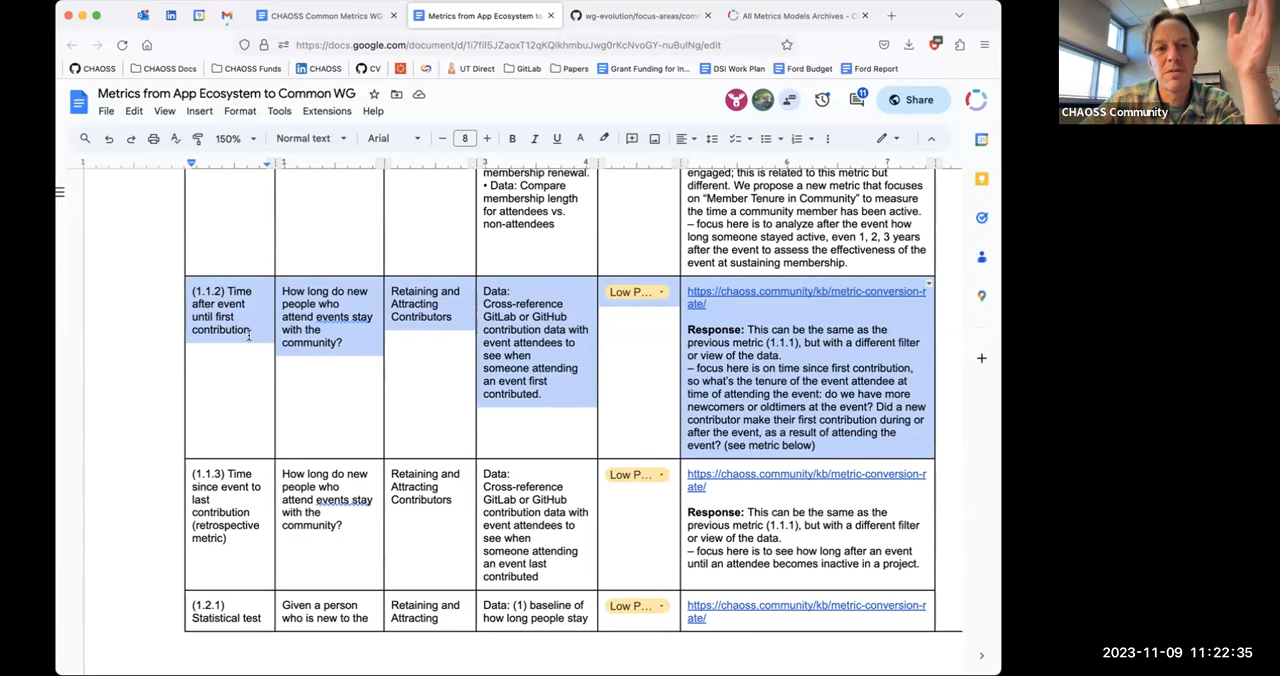 CHAOSS Common Metrics WG
Metrics from App Ecosystem to
wg-evolution/focus-areas/com
All Metrics Models Archives - C
https://docs.google.com/document/d/1i7fil5JZaoxT12qKQIkhmbuJwg0rKcNvoGY-nuBulNg/edit
CHAOSS
CHAOSS Docs
CHAOSS Funds
CHAOSS
CV
IU Direct
GitLab
Papers
Grant Funding for In...
DSI Work Plan
Ford Budget
Ford Report
Metrics from App Ecosystem to Common WG
File Edit View Insert Format Tools Extensions Help
11
Share
150%
Normal text
Arial
8
1 1 3 4 6 7
membership renewal.
• Data: Compare
membership length
for attendees vs.
non-attendees
engaged; this is related to this metric but
different. We propose a new metric that focuses
on “Member Tenure in Community” to measure
the time a community member has been active.
– focus here is to analyze after the event how
long someone stayed active, even 1, 2, 3 years
after the event to assess the effectiveness of the
event at sustaining membership.
(1.1.2) Time
after event
until first
contribution
How long do new
people who
attend events stay
with the
community?
Retaining and
Attracting
Contributors
Data:
Cross-reference
GitLab or GitHub
contribution data with
event attendees to
see when
someone attending
an event first
contributed.
Low P...
https://chaoss.community/kb/metric-conversion-r
ate/
Response: This can be the same as the
previous metric (1.1.1), but with a different filter
or view of the data.
– focus here is on time since first contribution,
so what's the tenure of the event attendee at
time of attending the event: do we have more
newcomers or oldtimers at the event? Did a new
contributor make their first contribution during or
after the event, as a result of attending the
event? (see metric below)
(1.1.3) Time
since event to
last
contribution
(retrospective
metric)
How long do new
people who
attend events stay
with the
community?
Retaining and
Attracting
Contributors
Data:
Cross-reference
GitLab or GitHub
contribution data with
event attendees to
see when
someone attending
an event last
contributed
Low P...
https://chaoss.community/kb/metric-conversion-r
ate/
Response: This can be the same as the
previous metric (1.1.1), but with a different filter
or view of the data.
– focus here is to see how long after an event
until an attendee becomes inactive in a project.
(1.2.1)
Statistical test
Given a person
who is new to the
Retaining and
Attracting
Data: (1) baseline of
how long people stay
Low P...
https://chaoss.community/kb/metric-conversion-r
ate/
CHAOSS Community
2023-11-09 11:22:35